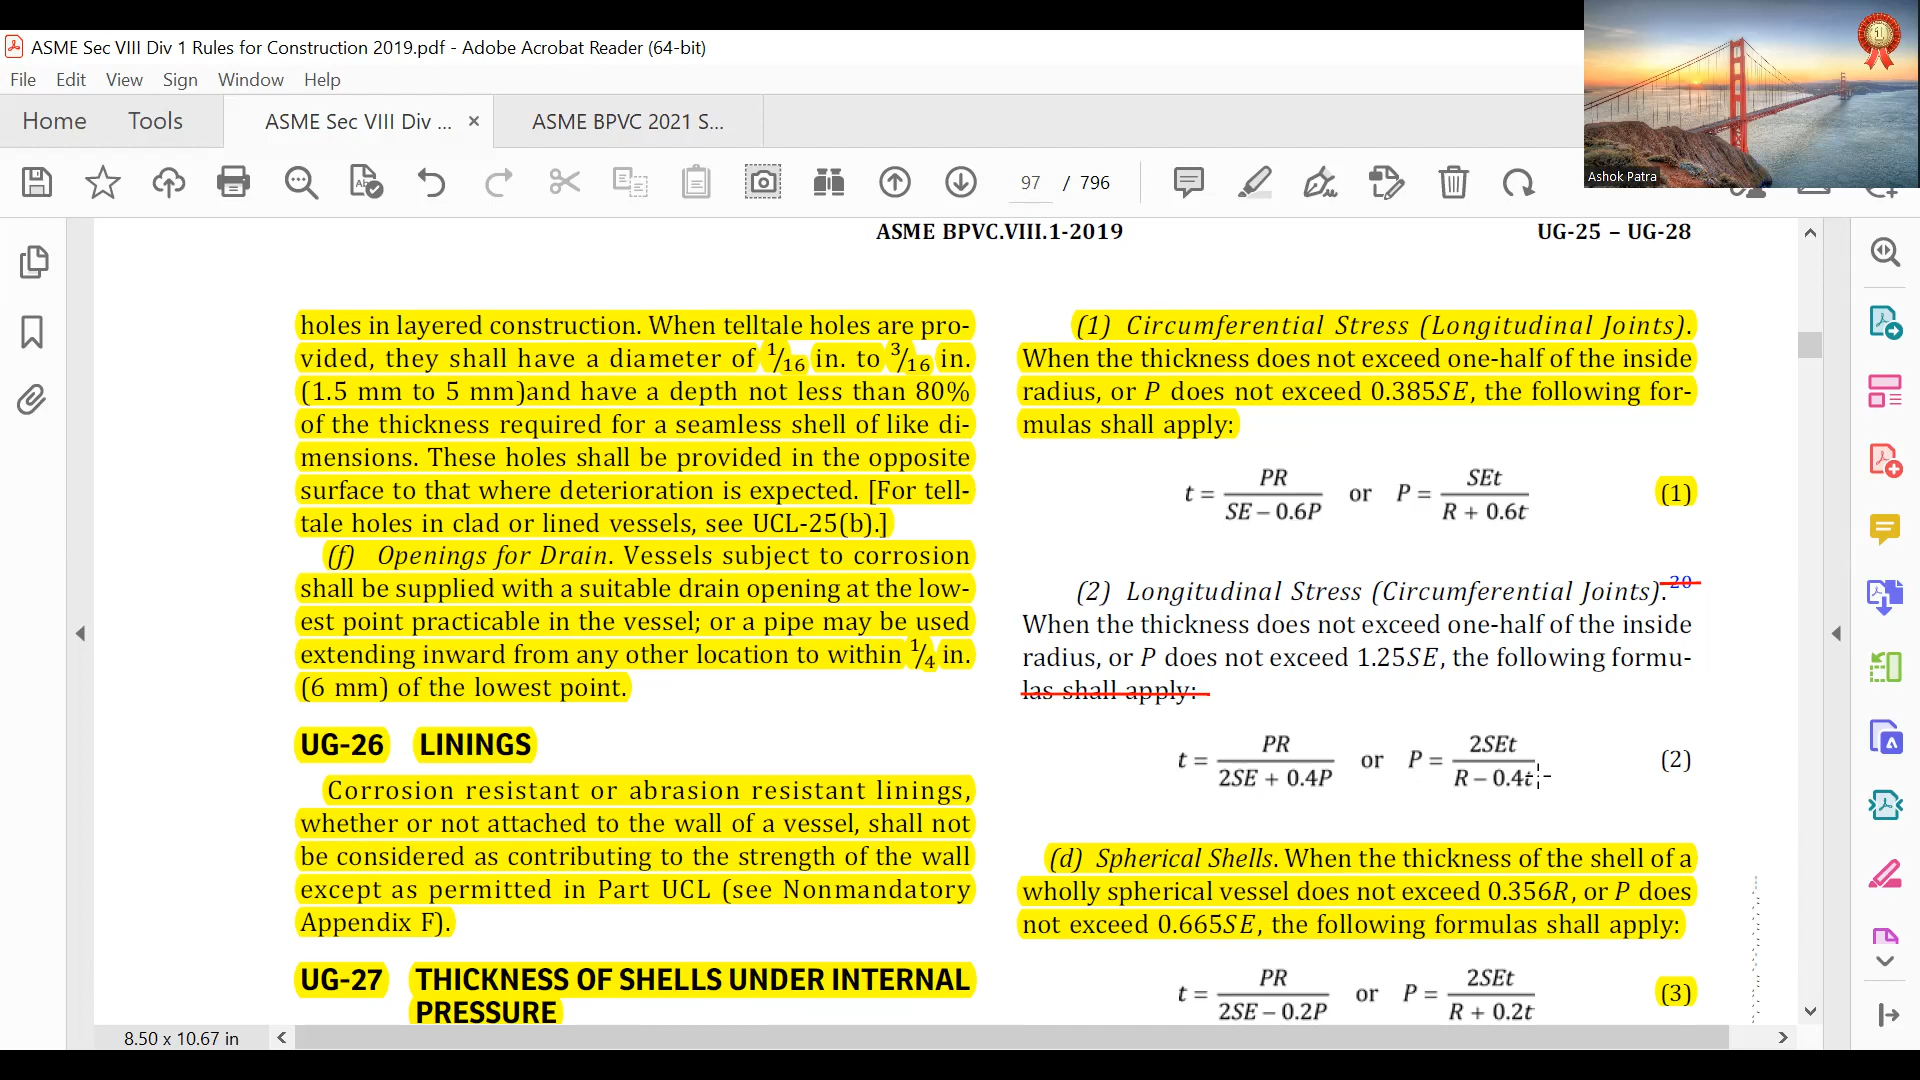 ASME Sec VIII Div 1 Rules for Construction 2019.pdf - Adobe Acrobat Reader (64-bit)
File Edit View Sign Window Help
Home Tools ASME Sec VIII Div ... × ASME BPVC 2021 S...
97 / 796
1
Ashok Patra
ASME BPVC.VIII.1-2019 UG-25 – UG-28
holes in layered construction. When telltale holes are pro-
vided, they shall have a diameter of 1/16 in. to 3/16 in.
(1.5 mm to 5 mm)and have a depth not less than 80%
of the thickness required for a seamless shell of like di-
mensions. These holes shall be provided in the opposite
surface to that where deterioration is expected. [For tell-
tale holes in clad or lined vessels, see UCL-25(b).]
(f) Openings for Drain. Vessels subject to corrosion
shall be supplied with a suitable drain opening at the low-
est point practicable in the vessel; or a pipe may be used
extending inward from any other location to within 1/4 in.
(6 mm) of the lowest point.
UG-26 LININGS
Corrosion resistant or abrasion resistant linings,
whether or not attached to the wall of a vessel, shall not
be considered as contributing to the strength of the wall
except as permitted in Part UCL (see Nonmandatory
Appendix F).
UG-27 THICKNESS OF SHELLS UNDER INTERNAL
PRESSURE
(1) Circumferential Stress (Longitudinal Joints).
When the thickness does not exceed one-half of the inside
radius, or P does not exceed 0.385SE, the following for-
mulas shall apply:
t = PR / (SE – 0.6P) or P = SEt / (R + 0.6t) (1)
(2) Longitudinal Stress (Circumferential Joints).20
When the thickness does not exceed one-half of the inside
radius, or P does not exceed 1.25SE, the following formu-
las shall apply:
t = PR / (2SE + 0.4P) or P = 2SEt / (R – 0.4t) (2)
(d) Spherical Shells. When the thickness of the shell of a
wholly spherical vessel does not exceed 0.356R, or P does
not exceed 0.665SE, the following formulas shall apply:
t = PR / (2SE – 0.2P) or P = 2SEt / (R + 0.2t) (3)
8.50 x 10.67 in